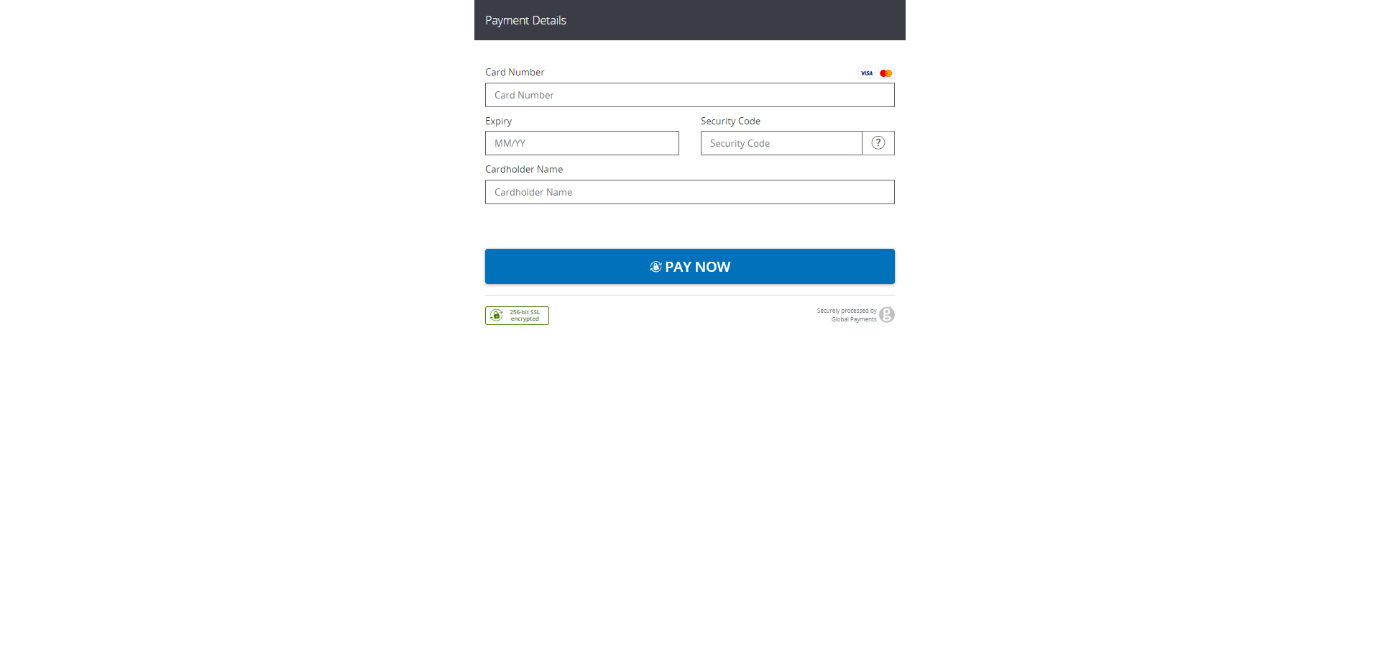 Payment Details
Card Number
VISA
Card Number
Expiry
Security Code
MM/YY
Security Code
?
Cardholder Name
Cardholder Name
PAY NOW
256-bit SSL
encrypted
Securely processed by
Global Payments
g